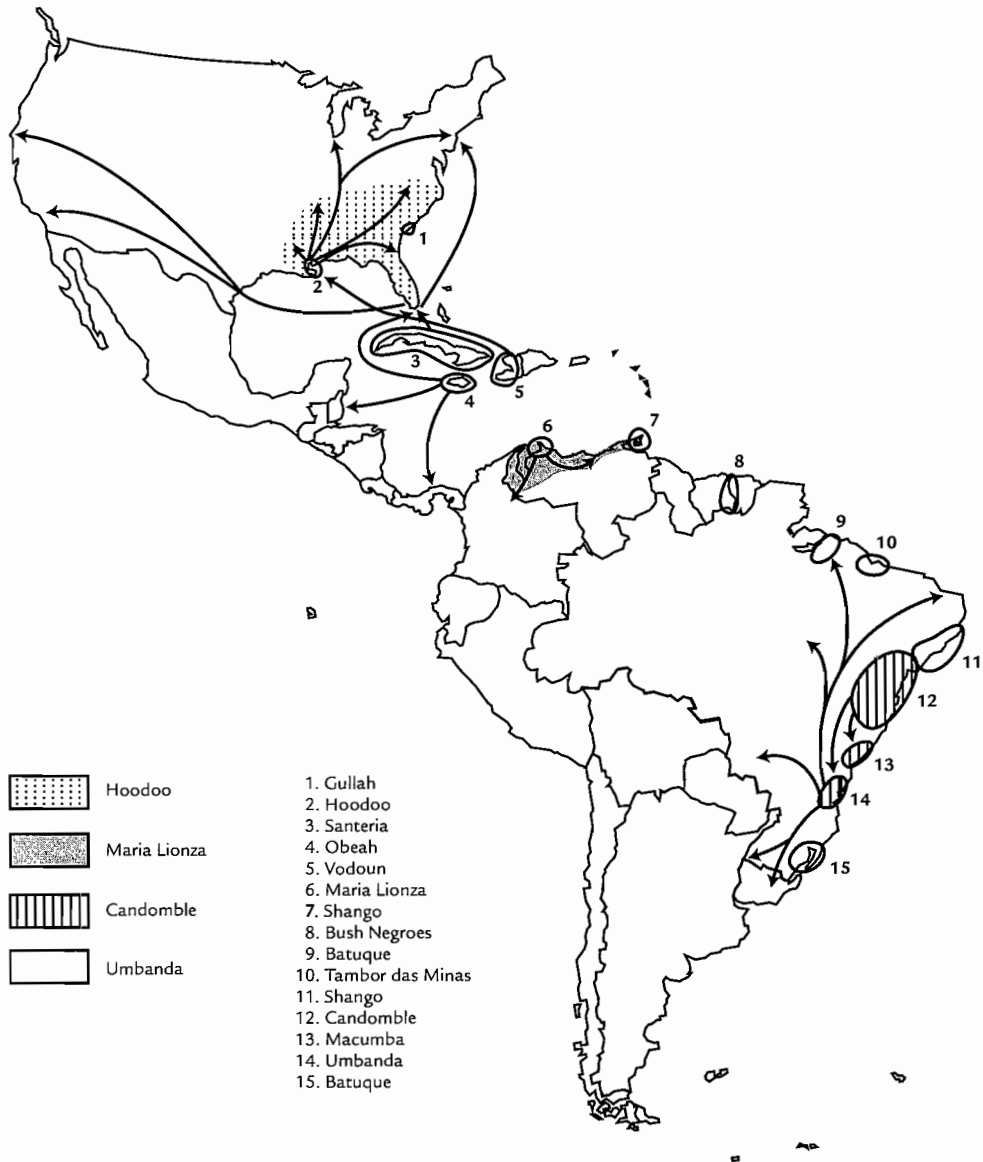 1
2
3
4
5
6
7
8
9
10
11
12
13
14
15
Hoodoo
Maria Lionza
Candomble
Umbanda
1. Gullah
2. Hoodoo
3. Santeria
4. Obeah
5. Vodoun
6. Maria Lionza
7. Shango
8. Bush Negroes
9. Batuque
10. Tambor das Minas
11. Shango
12. Candomble
13. Macumba
14. Umbanda
15. Batuque